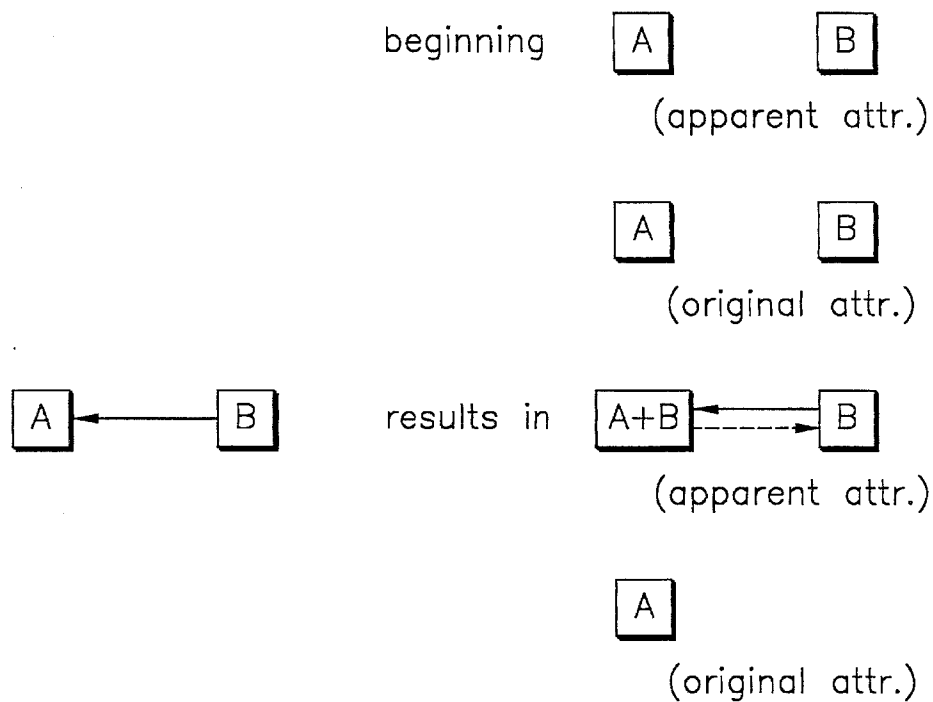 beginning A B
(apparent attr.)
A B
(original attr.)
A B results in A+B B
(apparent attr.)
A
(original attr.)